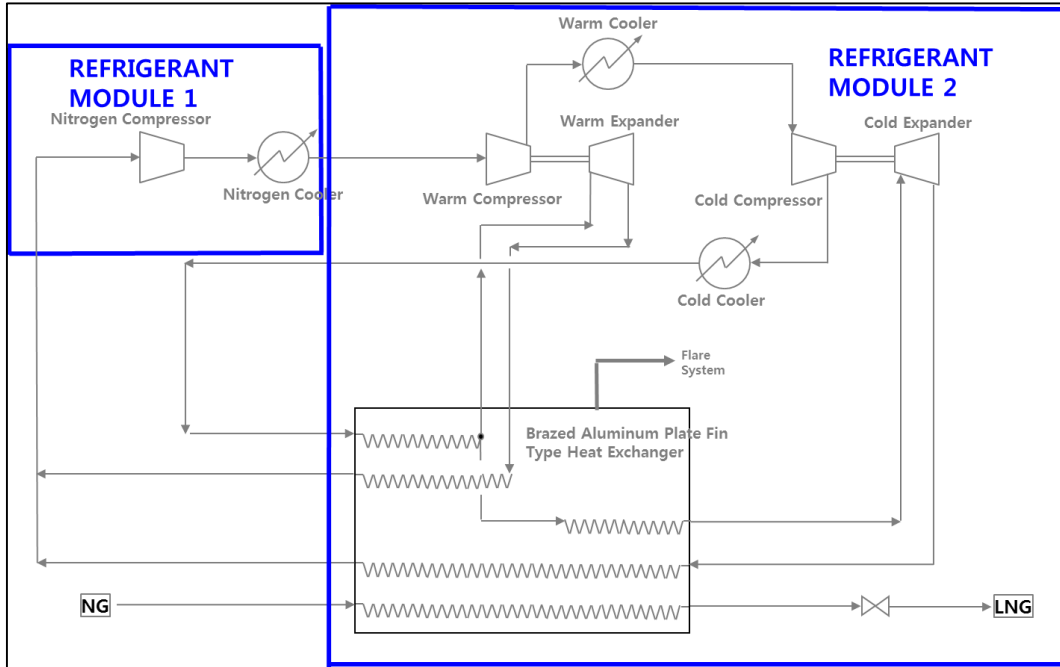 REFRIGERANT
MODULE 1
Nitrogen Compressor
Nitrogen Cooler
Warm Cooler
REFRIGERANT
MODULE 2
Warm Expander
Cold Expander
Warm Compressor
Cold Compressor
Cold Cooler
Flare
System
Brazed Aluminum Plate Fin
Type Heat Exchanger
NG
LNG